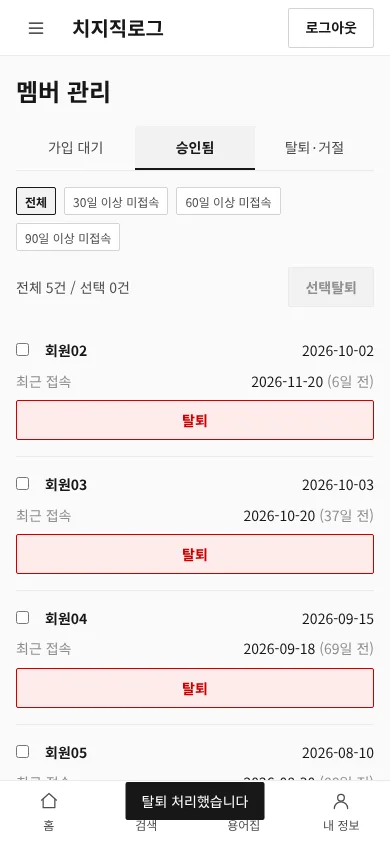 치지직로그
로그아웃
멤버 관리
가입 대기
승인됨
탈퇴·거절
전체
30일 이상 미접속
60일 이상 미접속
90일 이상 미접속
전체 5건 / 선택 0건
선택탈퇴
회원02
2026-10-02
최근 접속
2026-11-20 (6일 전)
탈퇴
회원03
2026-10-03
최근 접속
2026-10-20 (37일 전)
탈퇴
회원04
2026-09-15
최근 접속
2026-09-18 (69일 전)
탈퇴
회원05
2026-08-10
탈퇴 처리했습니다
홈
검색
용어집
내 정보